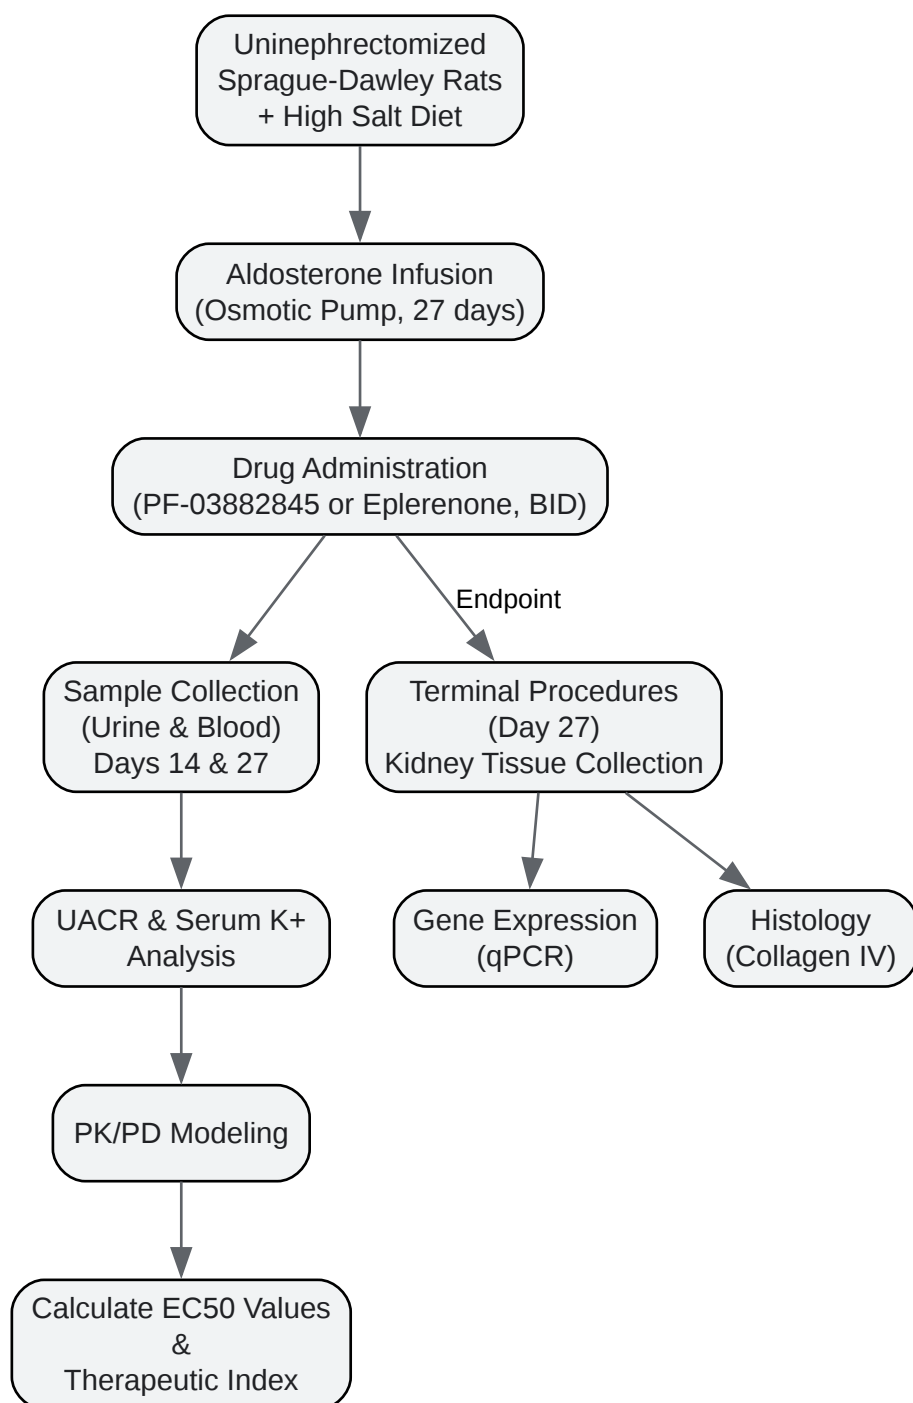 Uninephrectomized
Sprague-Dawley Rats
+ High Salt Diet
Aldosterone Infusion
(Osmotic Pump, 27 days)
Drug Administration
(PF-03882845 or Eplerenone, BID)
Endpoint
Sample Collection
(Urine & Blood)
Days 14 & 27
Terminal Procedures
(Day 27)
Kidney Tissue Collection
UACR & Serum K+
Analysis
Gene Expression
(qPCR)
Histology
(Collagen IV)
PK/PD Modeling
Calculate EC50 Values
&
Therapeutic Index